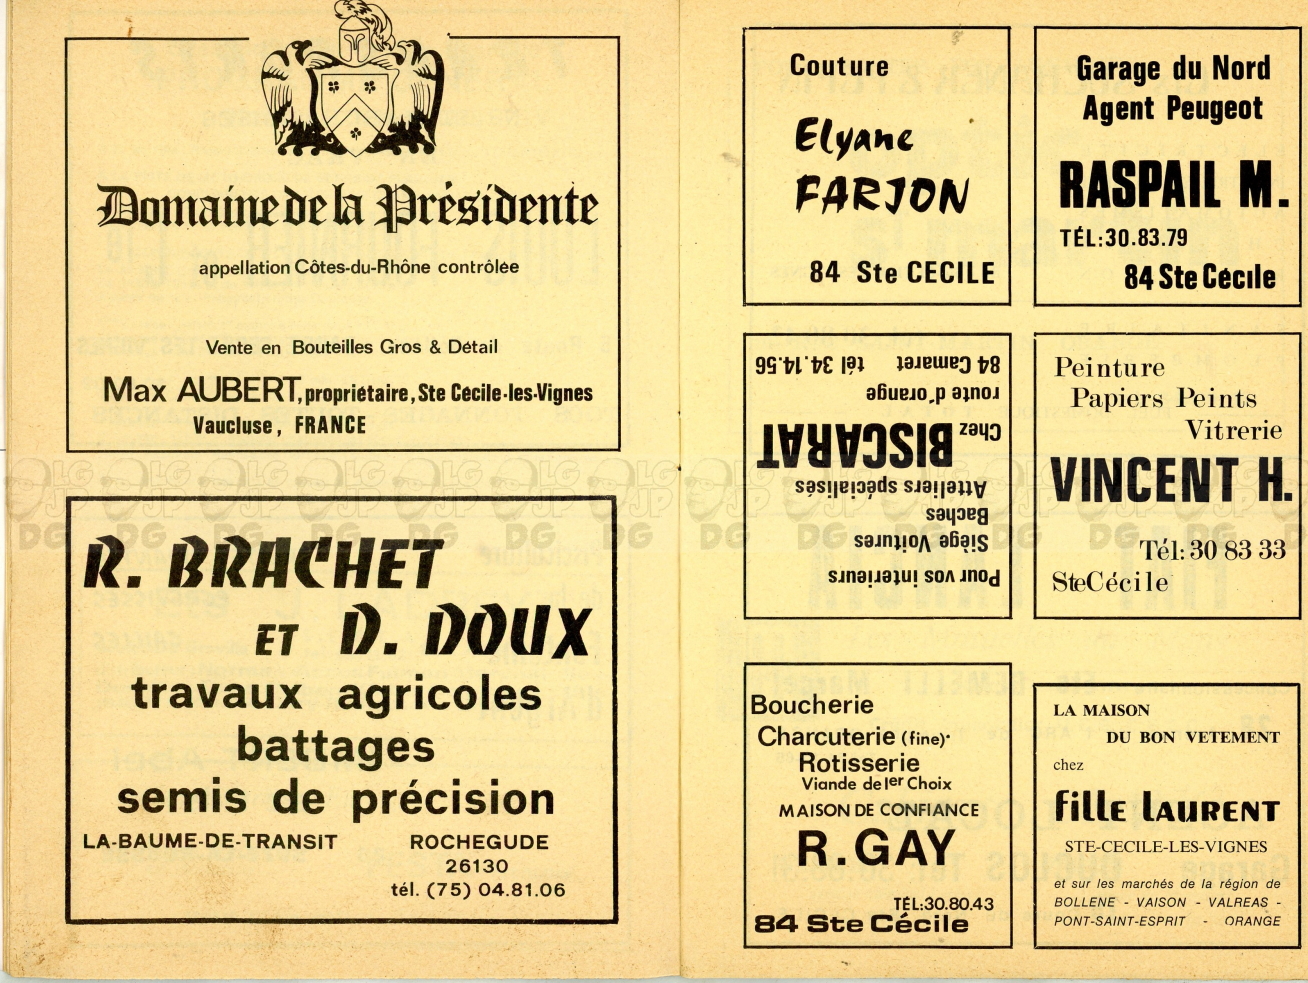 Domaine de la Présidente
appellation Côtes-du-Rhône contrôlée
Vente en Bouteilles Gros & Détail
Max AUBERT, propriétaire, Ste Cécile-les-Vignes
Vaucluse, FRANCE
R. BRACHET
ET D. DOUX
travaux agricoles
battages
semis de précision
LA-BAUME-DE-TRANSIT ROCHEGUDE
26130
tél. (75) 04.81.06
Couture
Elyane
FARJON
84 Ste CECILE
Garage du Nord
Agent Peugeot
RASPAIL M.
TÉL:30.83.79
84 Ste Cécile
Pour vos intérieurs
Siège Voitures
Baches
Atteliers spécialisés
Chez BISCARAT
route d'orange
84 Camaret tél 34.14.56
Peinture
Papiers Peints
Vitrerie
VINCENT H.
Tél: 30 83 33
Ste Cécile
Boucherie
Charcuterie (fine).
Rotisserie
Viande de 1er Choix
MAISON DE CONFIANCE
R. GAY
TÉL:30.80.43
84 Ste Cécile
LA MAISON
DU BON VETEMENT
chez
fille LAURENT
STE-CECILE-LES-VIGNES
et sur les marchés de la région de
BOLLENE - VAISON - VALREAS -
PONT-SAINT-ESPRIT - ORANGE
LG JP DG